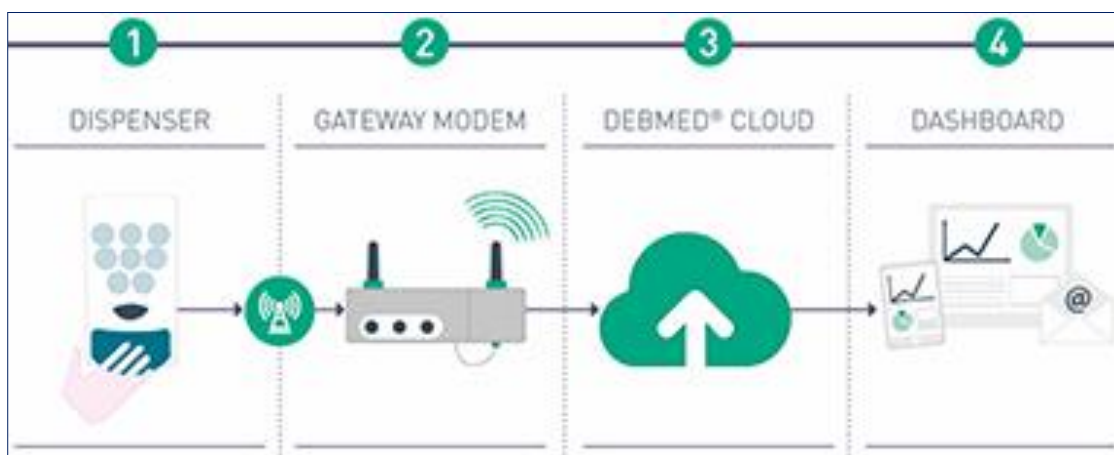 1
2
3
4
DISPENSER
GATEWAY MODEM
DEBMED® CLOUD
DASHBOARD
@